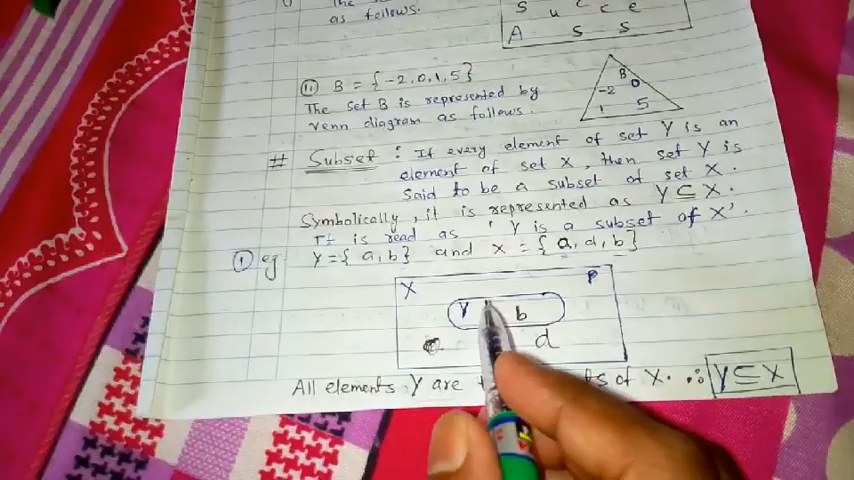 as follows.
S u c c e
A s s
(ii) B = {-2, 0, 1, 5}
The set B is represented by
Venn diagram as follows.
B
-2 0
1 5
# Subset : If every element of set Y is an
element of set X, then set Y is
said to be a subset of set X.
Symbolically, it is represented as Y ⊆ X.
It is read as 'Y is a subset of X'.
① eg Y = { a, b } and X = { a, d, b }
X
Y b
d
All elements Y are of X. ∴ Y ⊆ X